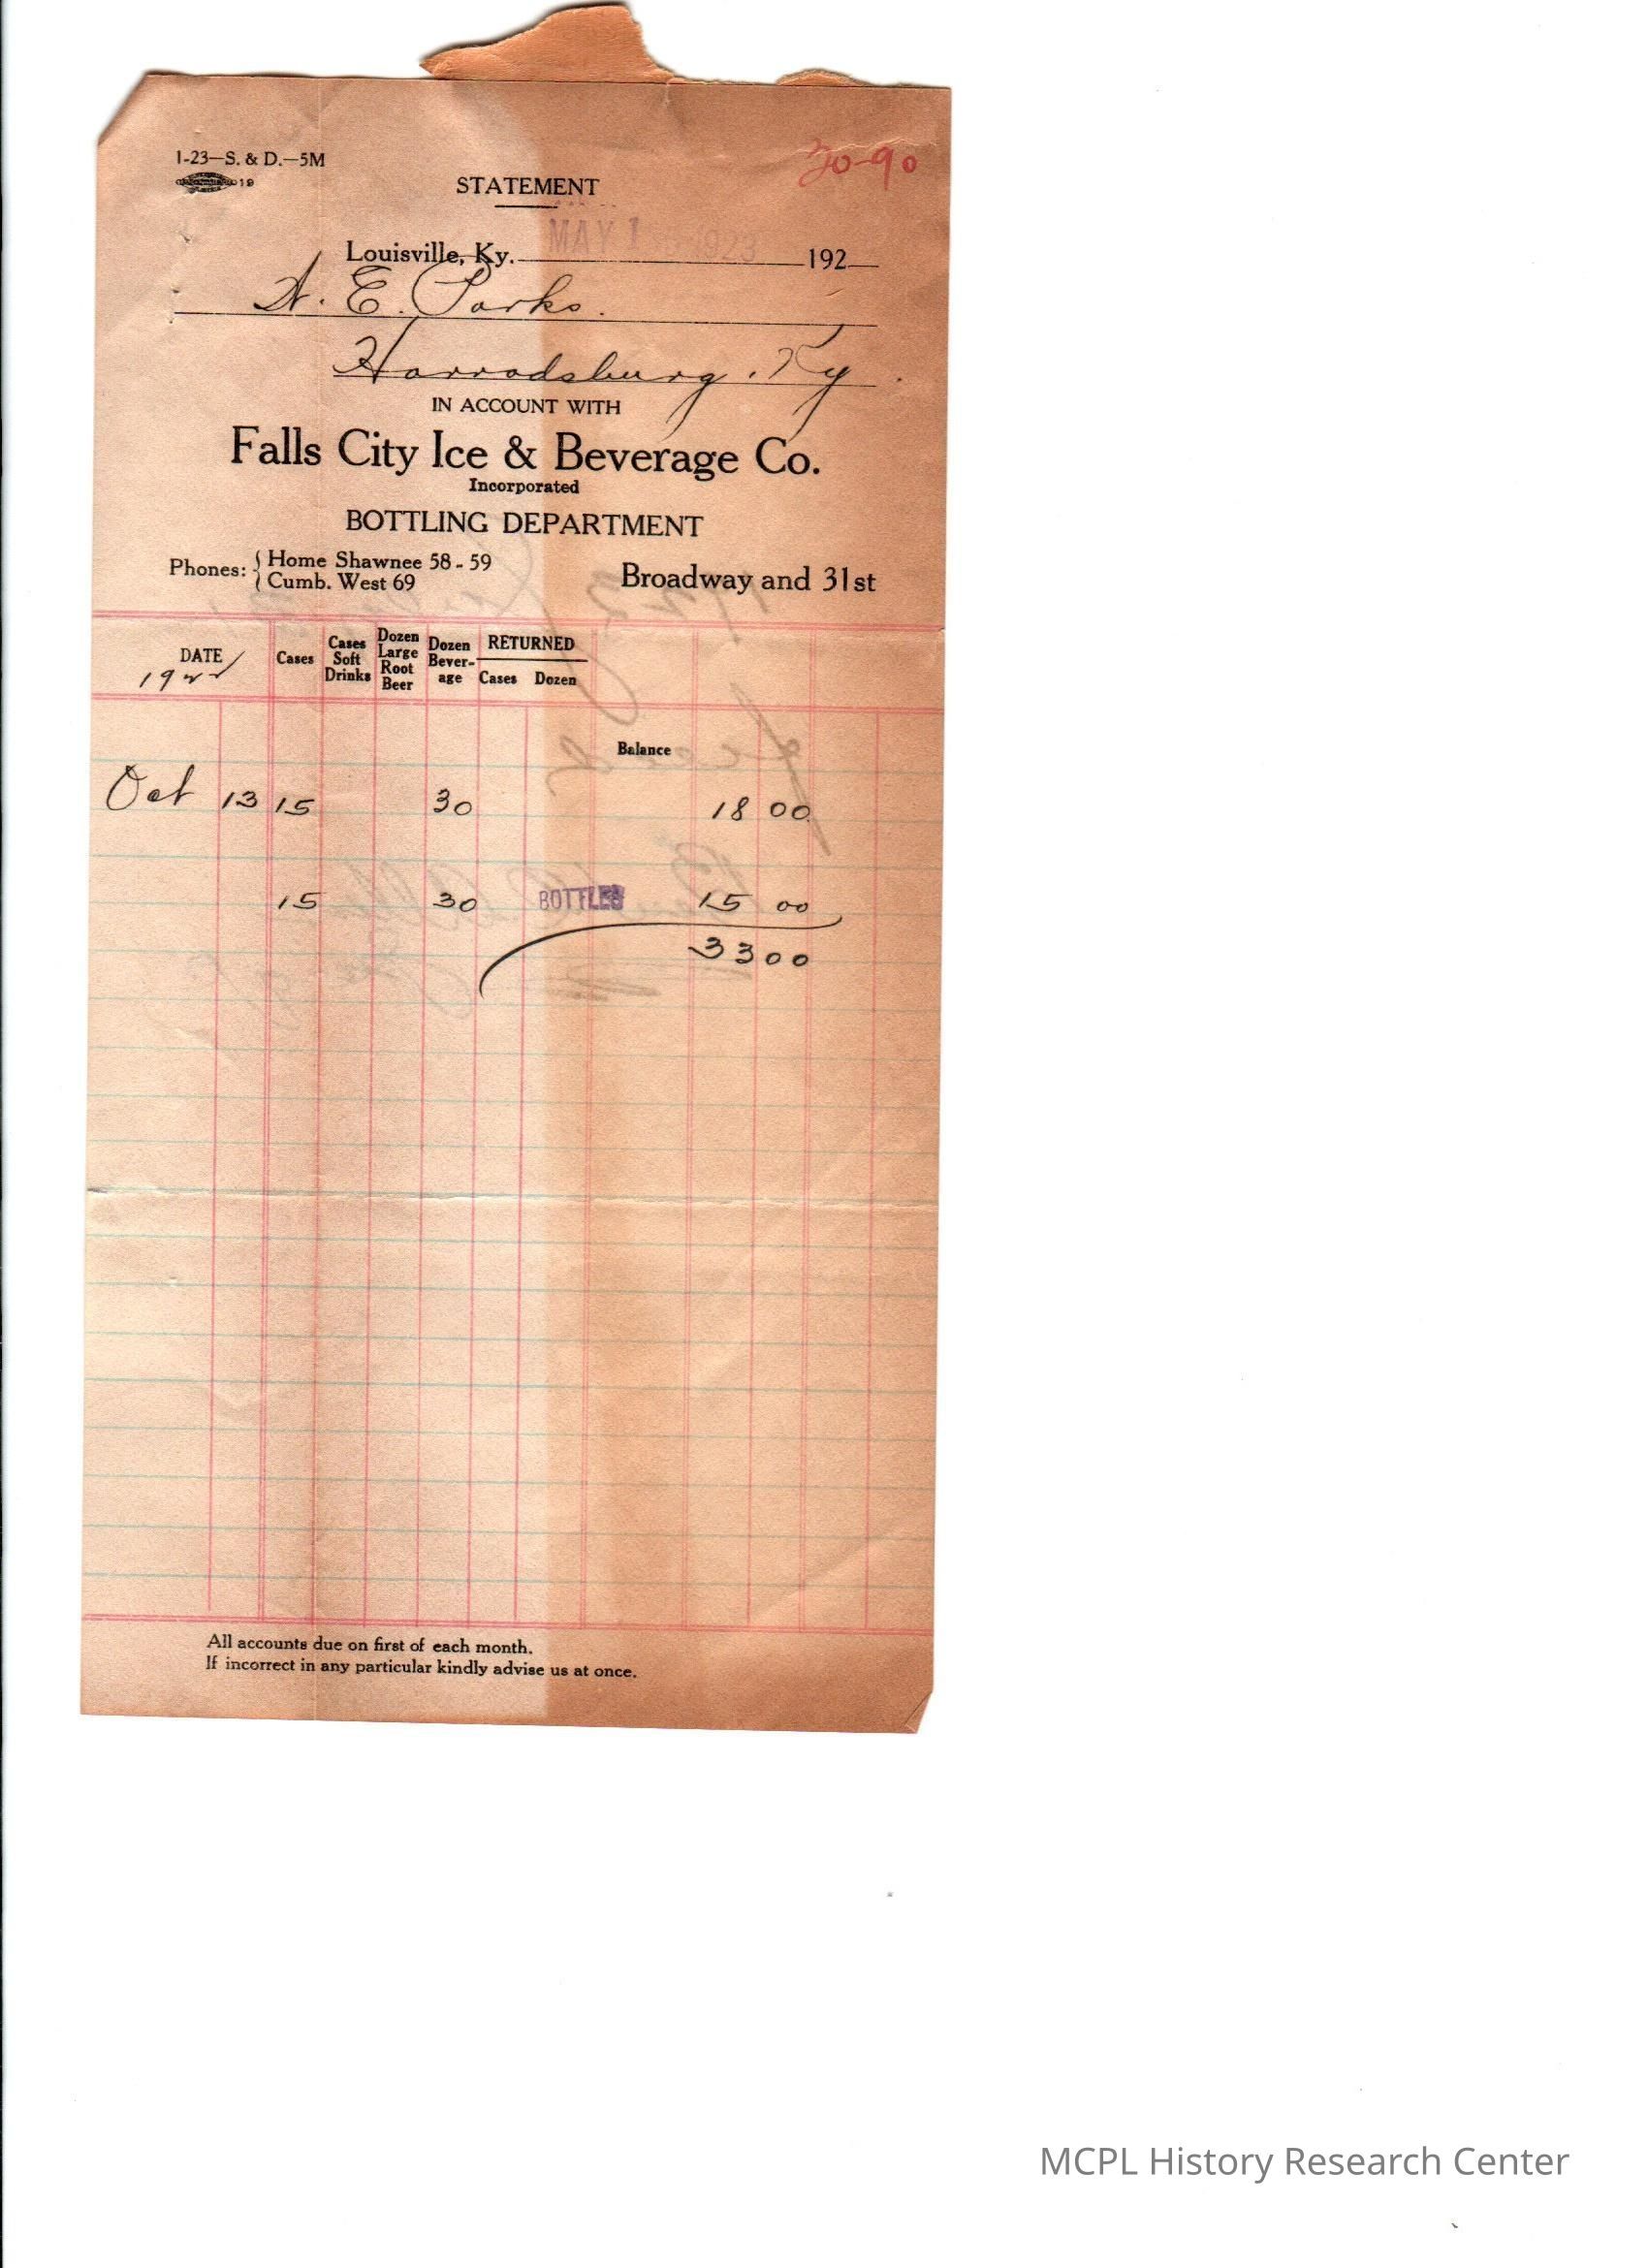 1-23—S. & D.—5M
19
20-90
STATEMENT
MAY 1 1923
Louisville, Ky. 192
A. E. Parks.
Harrodsburg, Ky.
IN ACCOUNT WITH
Falls City Ice & Beverage Co.
Incorporated
BOTTLING DEPARTMENT
Phones: { Home Shawnee 58 - 59
{ Cumb. West 69
Broadway and 31st
DATE 1922
Cases
Cases Soft Drinks
Dozen Large Root Beer
Dozen Beverage
RETURNED
Cases Dozen
Balance
Oct 13 15 30 18 00
15 30 BOTTLES 15 00
33 00
All accounts due on first of each month.
If incorrect in any particular kindly advise us at once.
MCPL History Research Center